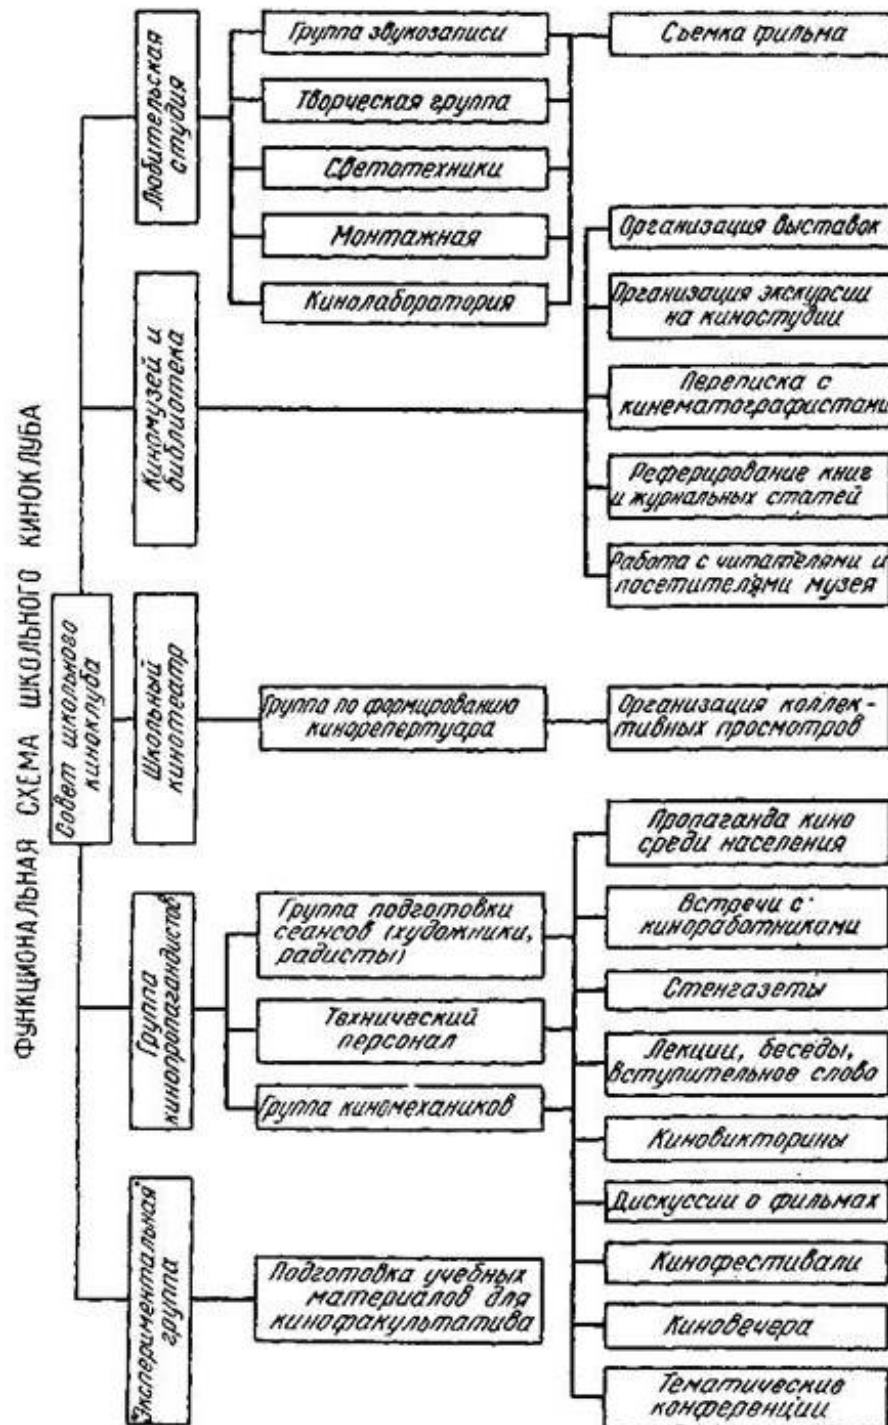 ФУНКЦИОНАЛЬНАЯ СХЕМА ШКОЛЬНОГО КИНОКЛУБА
Совет школьного
киноклуба
Любительская
студия
Группа звукозаписи
Творческая группа
Светотехники
Монтажная
Кинолаборатория
Съемка фильма
Киномузей и
библиотека
Организация выставок
Организация экскурсии
на киностудии
Переписка с
кинематографистами
Реферирование книг
и журнальных статей
Работа с читателями и
посетителями музея
Школьный
кинотеатр
Группа по формированию
кинорепертуара
Организация коллек-
тивных просмотров
Группа
кинопропагандистов
Группа подготовки
сеансов (художники,
радисты)
Технический
персонал
Группа киномехаников
Пропаганда кино
среди населения
Встречи с
киноработниками
Стенгазеты
Лекции, беседы,
вступительное слово
Киновикторины
Дискуссии о фильмах
Кинофестивали
Киновечера
Тематические
конференции
"Экспериментальная"
группа
Подготовка учебных
материалов для
кинофакультатива